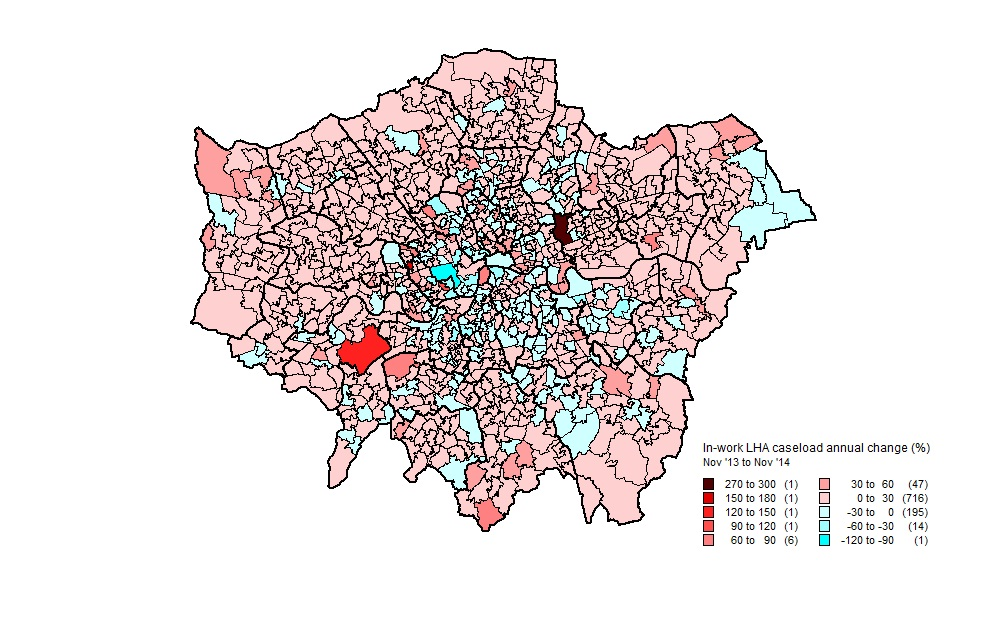 In-work LHA caseload annual change (%)
Nov '13 to Nov '14
270 to 300 (1)
150 to 180 (1)
120 to 150 (1)
90 to 120 (1)
60 to 90 (6)
30 to 60 (47)
0 to 30 (716)
-30 to 0 (195)
-60 to -30 (14)
-120 to -90 (1)